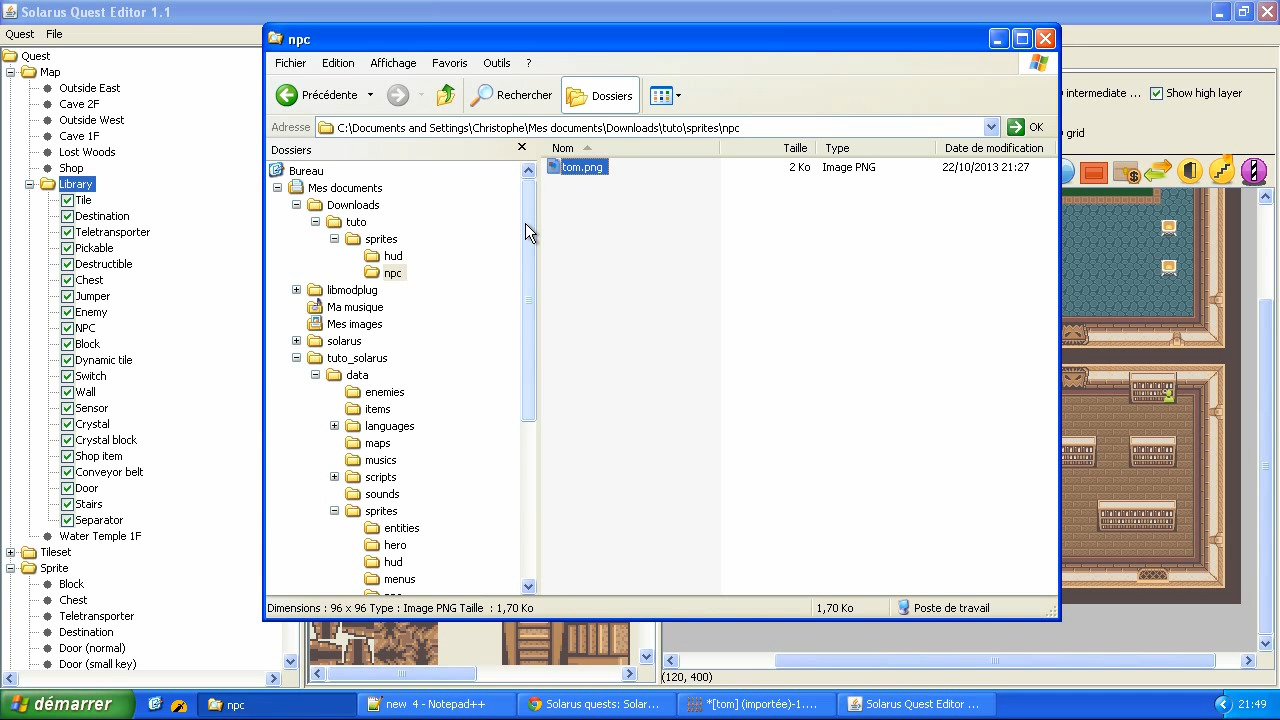 Solarus Quest Editor 1.1
Quest File
Quest
Map
Outside East
Cave 2F
Outside West
Cave 1F
Lost Woods
Shop
Library
Tile
Destination
Teletransporter
Pickable
Destructible
Chest
Jumper
Enemy
NPC
Block
Dynamic tile
Switch
Wall
Sensor
Crystal
Crystal block
Shop item
Conveyor belt
Door
Stairs
Separator
Water Temple 1F
Tileset
Sprite
Block
Chest
Teletransporter
Destination
Door (normal)
Door (small key)
npc
Fichier Edition Affichage Favoris Outils ?
Précédente Rechercher Dossiers
Adresse C:\Documents and Settings\Christophe\Mes documents\Downloads\tuto\sprites\npc OK
Dossiers
Bureau
Mes documents
Downloads
tuto
sprites
hud
npc
libmodplug
Ma musique
Mes images
solarus
tuto_solarus
data
enemies
items
languages
maps
musics
scripts
sounds
sprites
entities
hero
hud
menus
Nom Taille Type Date de modification
tom.png 2 Ko Image PNG 22/10/2013 21:27
Type : Image PNG Taille : 1,70 Ko 1,70 Ko Poste de travail
intermediate ... Show high layer
grid
(120, 400)
démarrer npc new 4 - Notepad++ Solarus quests: Solar... *[tom] (importée)-1.... Solarus Quest Editor ... 21:49